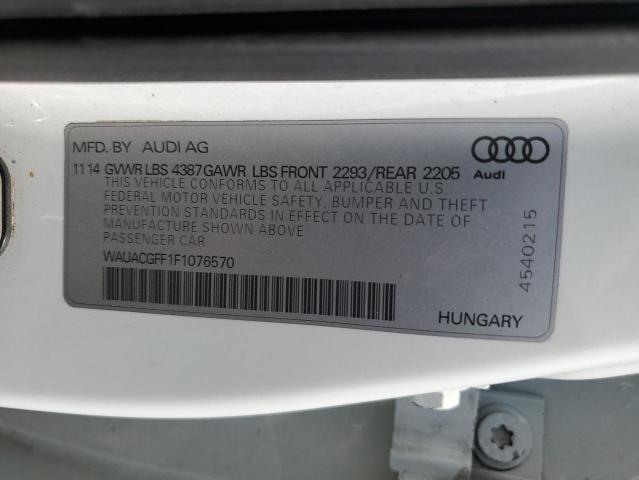 MFD. BY AUDI AG
11 14 GVWR LBS 4387 GAWR LBS FRONT 2293/REAR 2205
THIS VEHICLE CONFORMS TO ALL APPLICABLE U.S.
FEDERAL MOTOR VEHICLE SAFETY, BUMPER AND THEFT
PREVENTION STANDARDS IN EFFECT ON THE DATE OF
MANUFACTURE SHOWN ABOVE
PASSENGER CAR
WAUACGFF1F1076570
Audi
4540215
HUNGARY